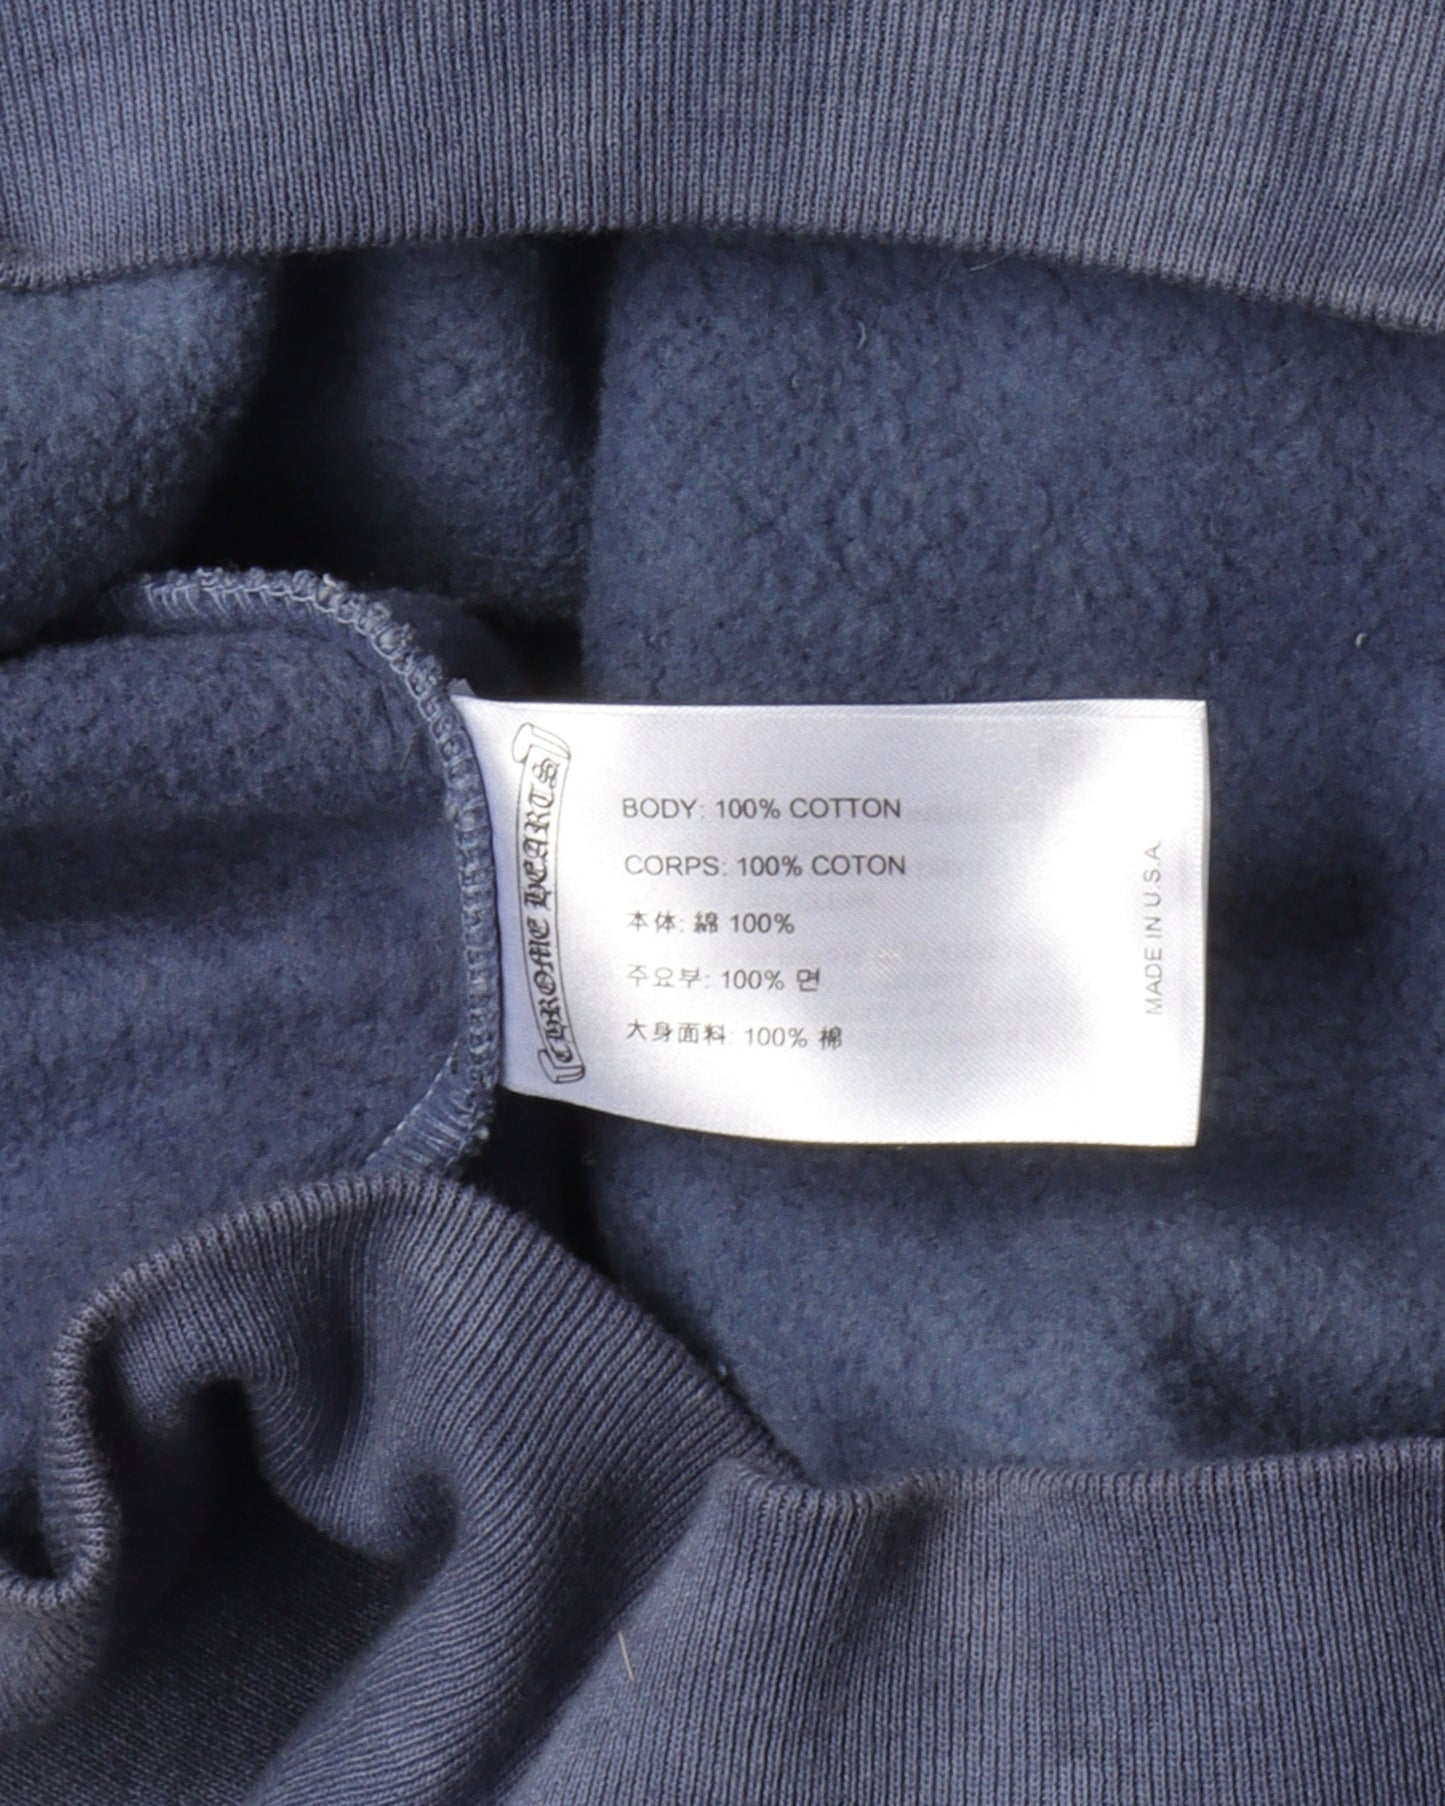 CHROME HEARTS
BODY: 100% COTTON
CORPS: 100% COTON
本体: 綿 100%
주요부: 100% 면
大身面料: 100% 棉
MADE IN U.S.A.